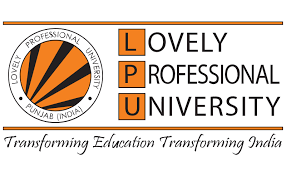 LOVELY PROFESSIONAL UNIVERSITY
PUNJAB (INDIA)
LOVELY
PROFESSIONAL
UNIVERSITY
Transforming Education Transforming India